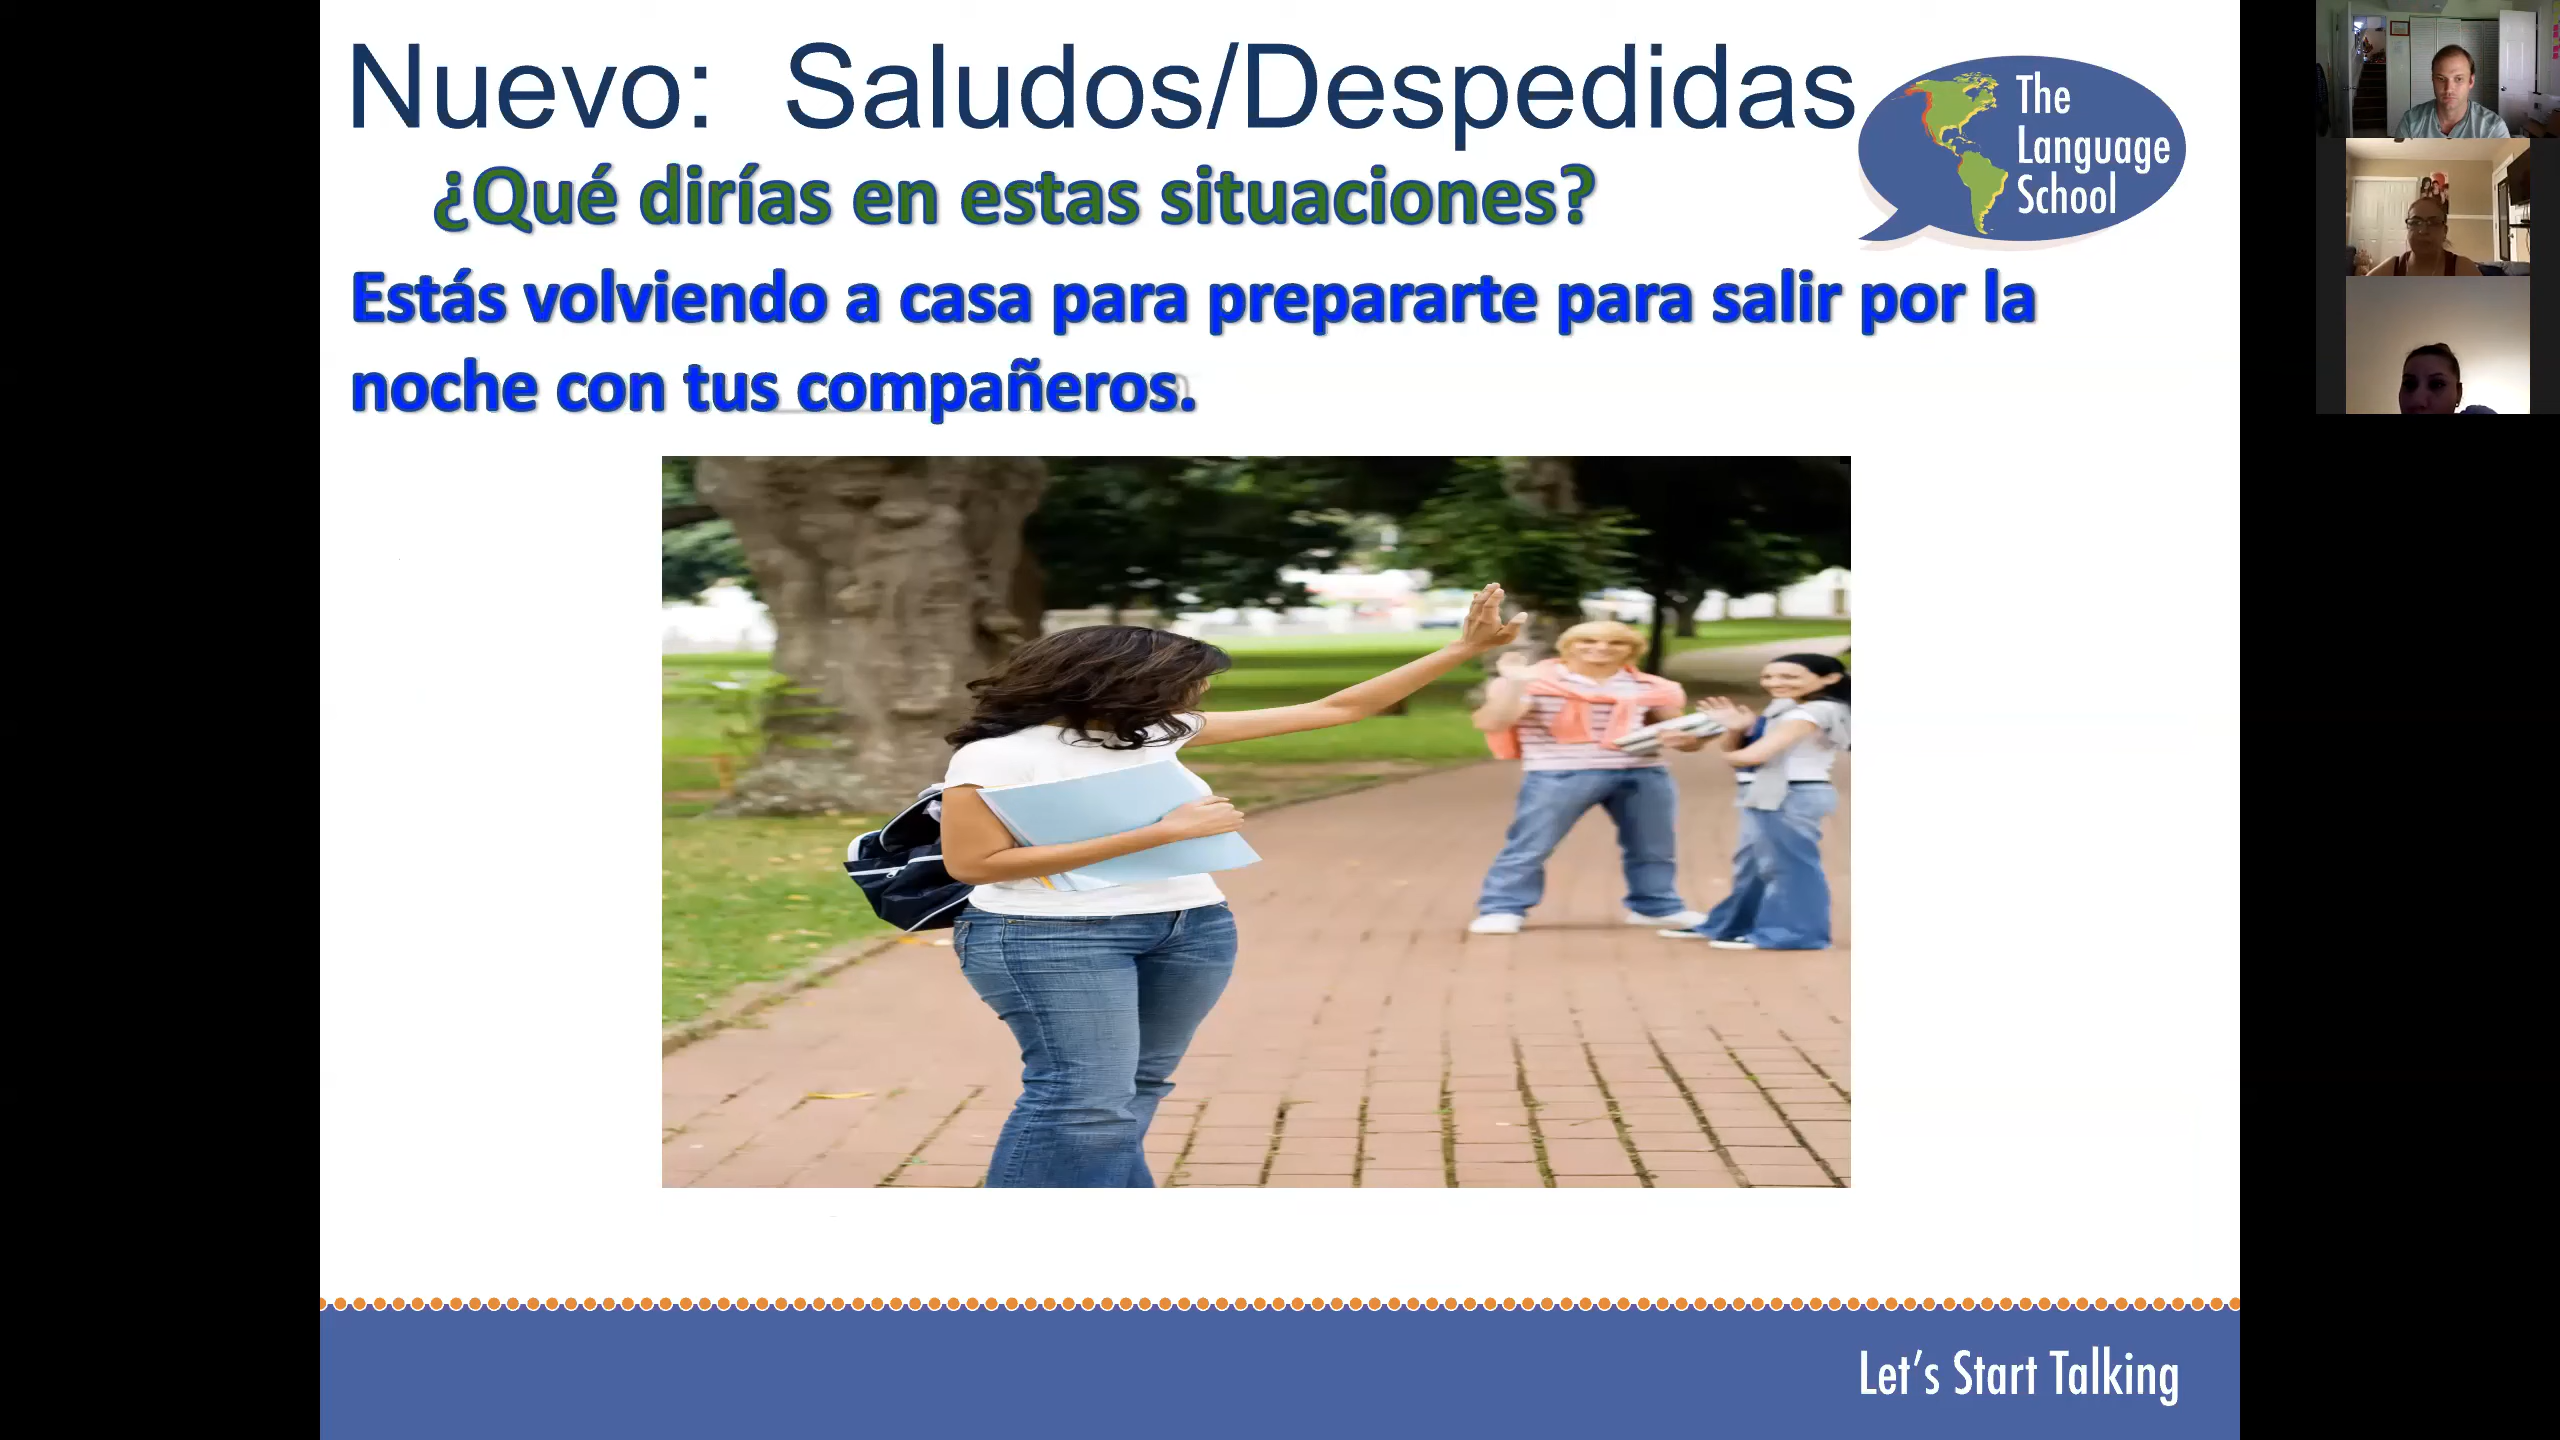 Nuevo: Saludos/Despedidas
¿Qué dirías en estas situaciones?
Estás volviendo a casa para prepararte para salir por la
noche con tus compañeros.
The
Language
School
Let's Start Talking